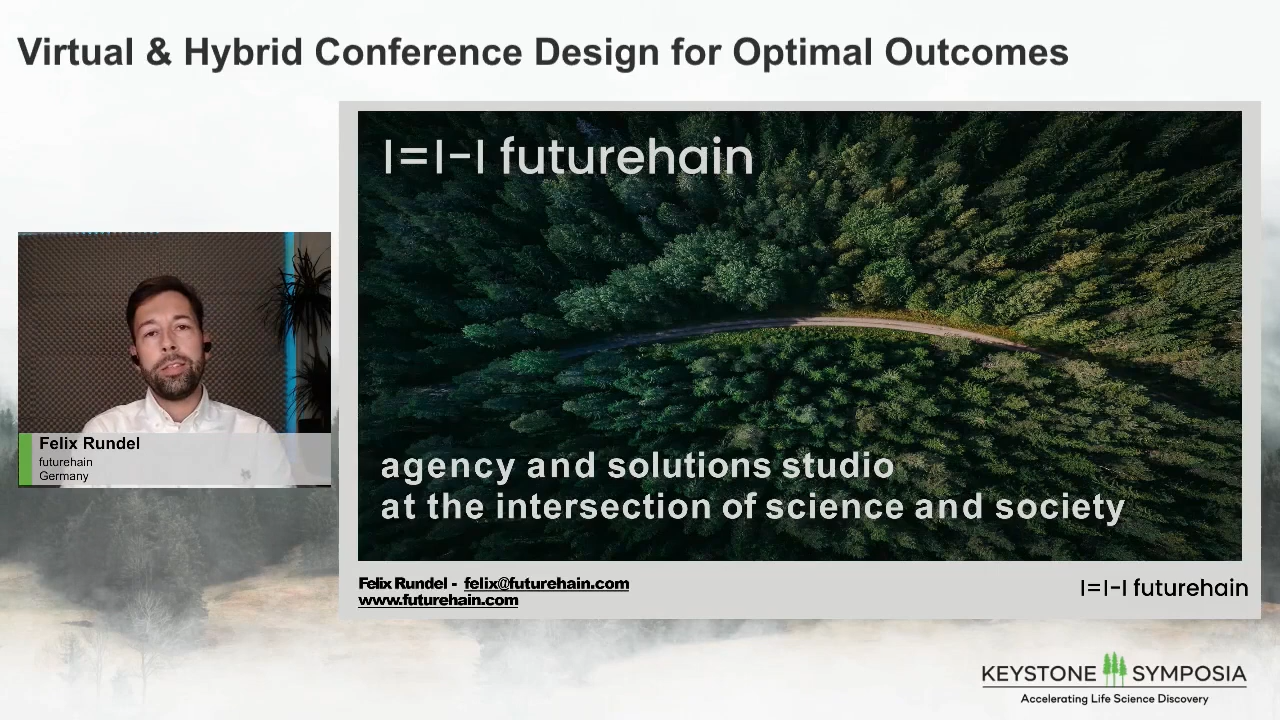 Virtual & Hybrid Conference Design for Optimal Outcomes
I=I-I futurehain
agency and solutions studio
at the intersection of science and society
Felix Rundel
futurehain
Germany
Felix Rundel - felix@futurehain.com
www.futurehain.com
I=I-I futurehain
KEYSTONE SYMPOSIA
Accelerating Life Science Discovery